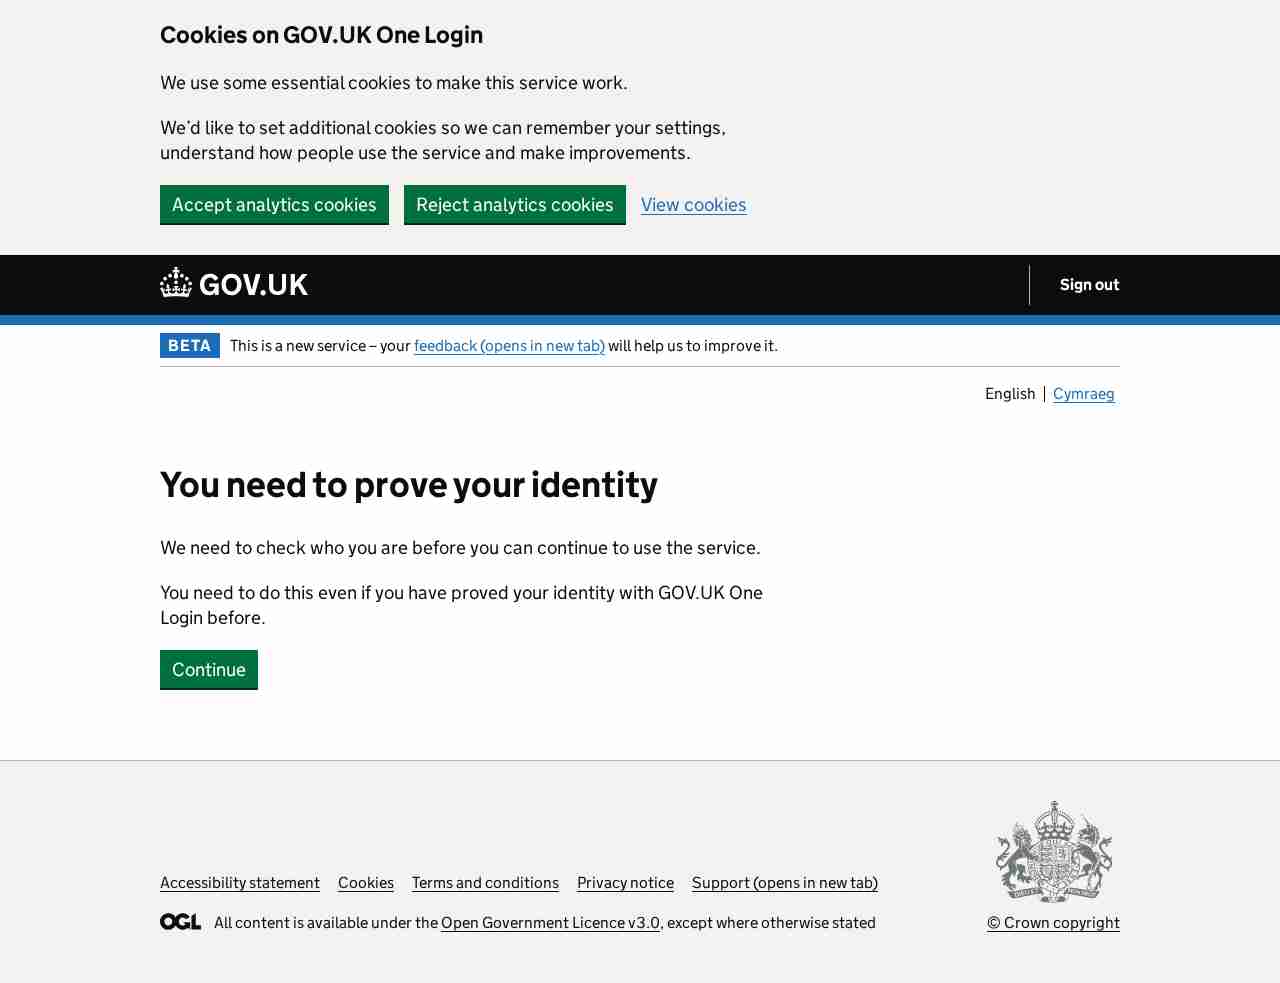 Cookies on GOV.UK One Login
We use some essential cookies to make this service work.
We’d like to set additional cookies so we can remember your settings,
understand how people use the service and make improvements.
Accept analytics cookies Reject analytics cookies View cookies
GOV.UK Sign out
BETA This is a new service – your feedback (opens in new tab) will help us to improve it.
English Cymraeg
You need to prove your identity
We need to check who you are before you can continue to use the service.
You need to do this even if you have proved your identity with GOV.UK One
Login before.
Continue
Accessibility statement Cookies Terms and conditions Privacy notice Support (opens in new tab)
OGL All content is available under the Open Government Licence v3.0, except where otherwise stated
© Crown copyright